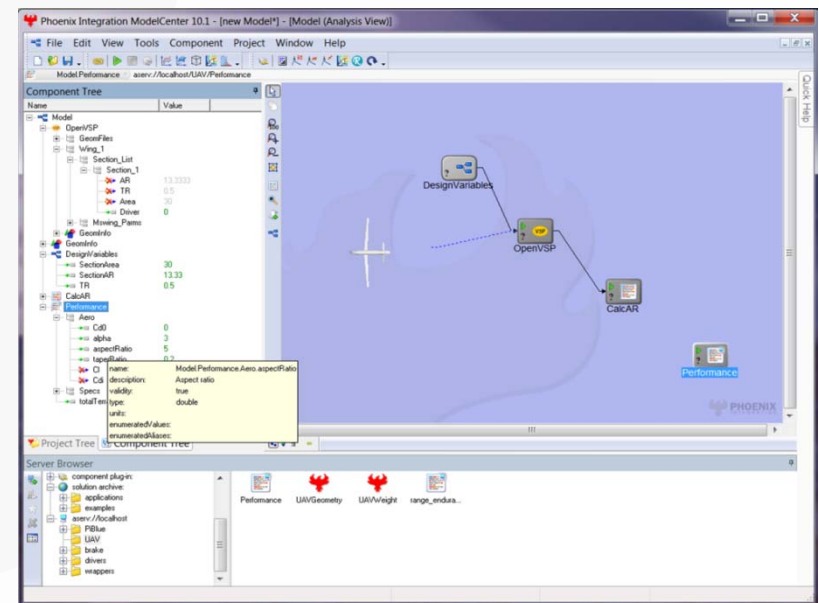 Phoenix Integration ModelCenter 10.1 - [new Model*] - [Model (Analysis View)]
File Edit View Tools Component Project Window Help
Model.Performance aserv://localhost/UAV/Performance
Component Tree
Name Value
Model
OpenVSP
GeomFiles
Wing_1
Section_List
Section_1
AR 13.3333
TR 0.5
Area 30
Driver 0
Mowing_Parms
GeomInfo
GeomInfo
DesignVariables
SectionArea 30
SectionAR 13.33
TR 0.5
CalcAR
Performance
Aero
Cd0 0
alpha 3
aspectRatio 5
taperRatio 0.2
Cl
Cdi
Specs
totalTem
name: Model.Performance.Aero.aspectRatio
description: Aspect ratio
validity: true
type: double
units:
enumeratedValues:
enumeratedAliases:
Project Tree Component Tree
DesignVariables
VSP
OpenVSP
CalcAR
Performance
PHOENIX
Quick Help
Server Browser
component plug-in:
solution archive:
applications
examples
aserv://localhost
PiBlue
UAV
brake
drivers
wrappers
Performance UAVGeometry UAVWeight range_endura...